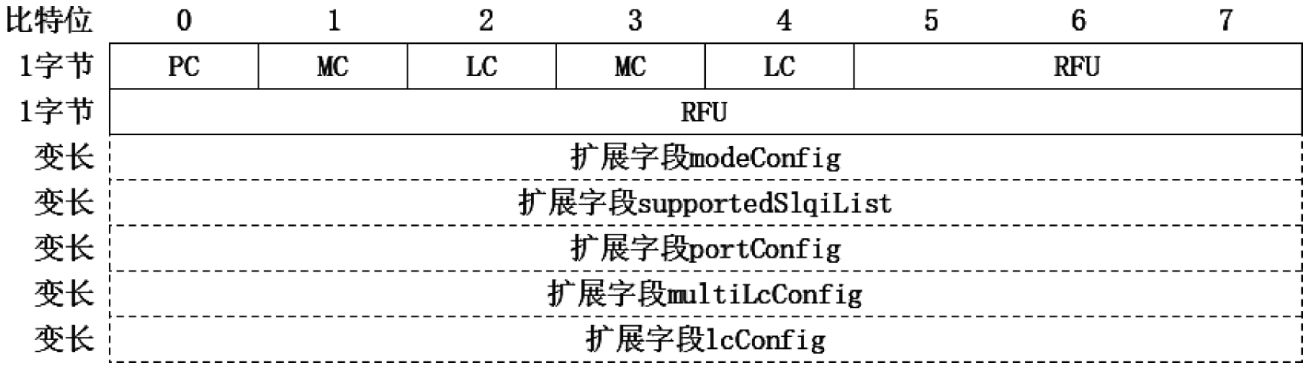 比特位 0 1 2 3 4 5 6 7
1字节 PC MC LC MC LC RFU
1字节 RFU
变长 扩展字段modeConfig
变长 扩展字段supportedSlqiList
变长 扩展字段portConfig
变长 扩展字段multiLcConfig
变长 扩展字段lcConfig